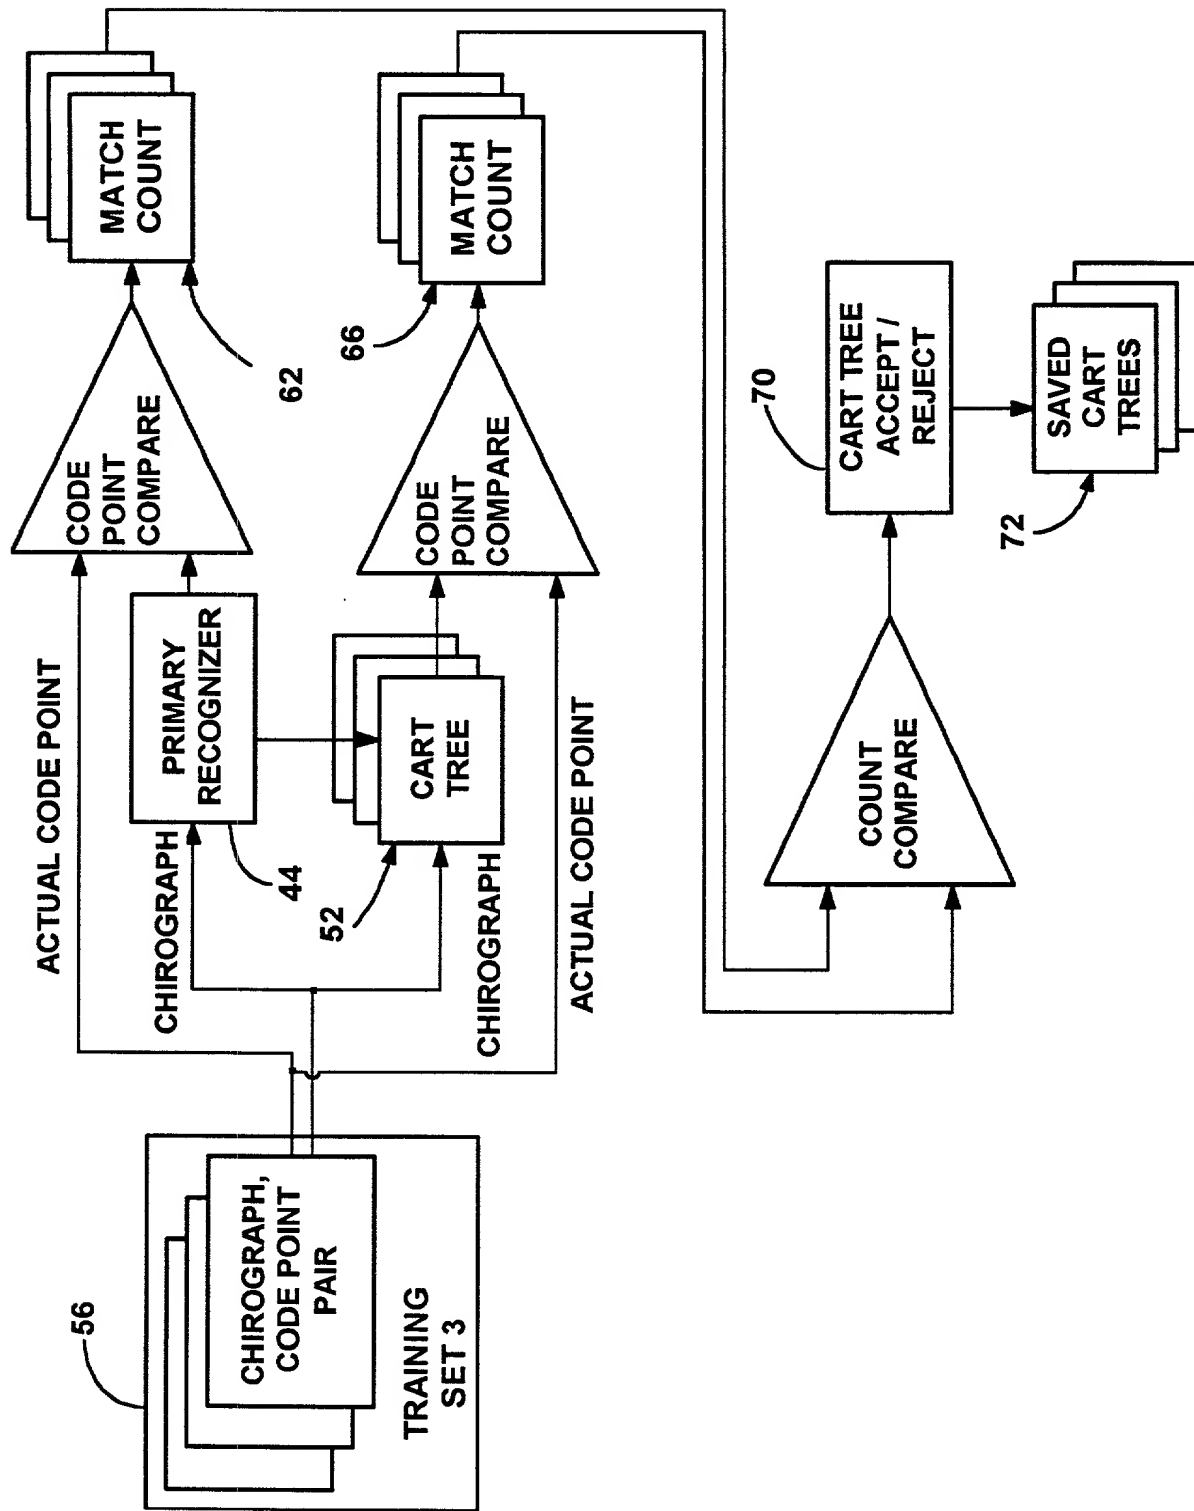 56
CHIROGRAPH,
CODE POINT
PAIR
TRAINING
SET 3
ACTUAL CODE POINT
CHIROGRAPH
PRIMARY
RECOGNIZER
44
CODE
POINT
COMPARE
MATCH
COUNT
62
52
CART
TREE
CHIROGRAPH
ACTUAL CODE POINT
CODE
POINT
COMPARE
66
MATCH
COUNT
COUNT
COMPARE
70
CART TREE
ACCEPT /
REJECT
72
SAVED
CART
TREES